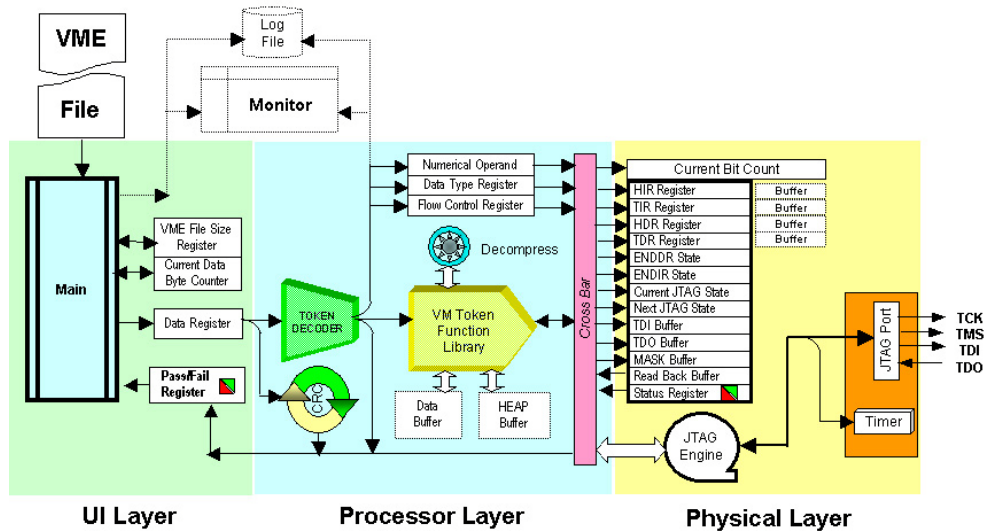 VME
File
Log
File
Monitor
Main
VME File Size
Register
Current Data
Byte Counter
Data Register
Pass/Fail
Register
TOKEN
DECODER
CRC
Numerical Operand
Data Type Register
Flow Control Register
Decompress
VM Token
Function
Library
Data
Buffer
HEAP
Buffer
Cross Bar
Current Bit Count
HIR Register
Buffer
TIR Register
Buffer
HDR Register
Buffer
TDR Register
Buffer
ENDDR State
ENDIR State
Current JTAG State
Next JTAG State
TDI Buffer
TDO Buffer
MASK Buffer
Read Back Buffer
Status Register
JTAG
Engine
JTAG Port
Timer
TCK
TMS
TDI
TDO
UI Layer
Processor Layer
Physical Layer